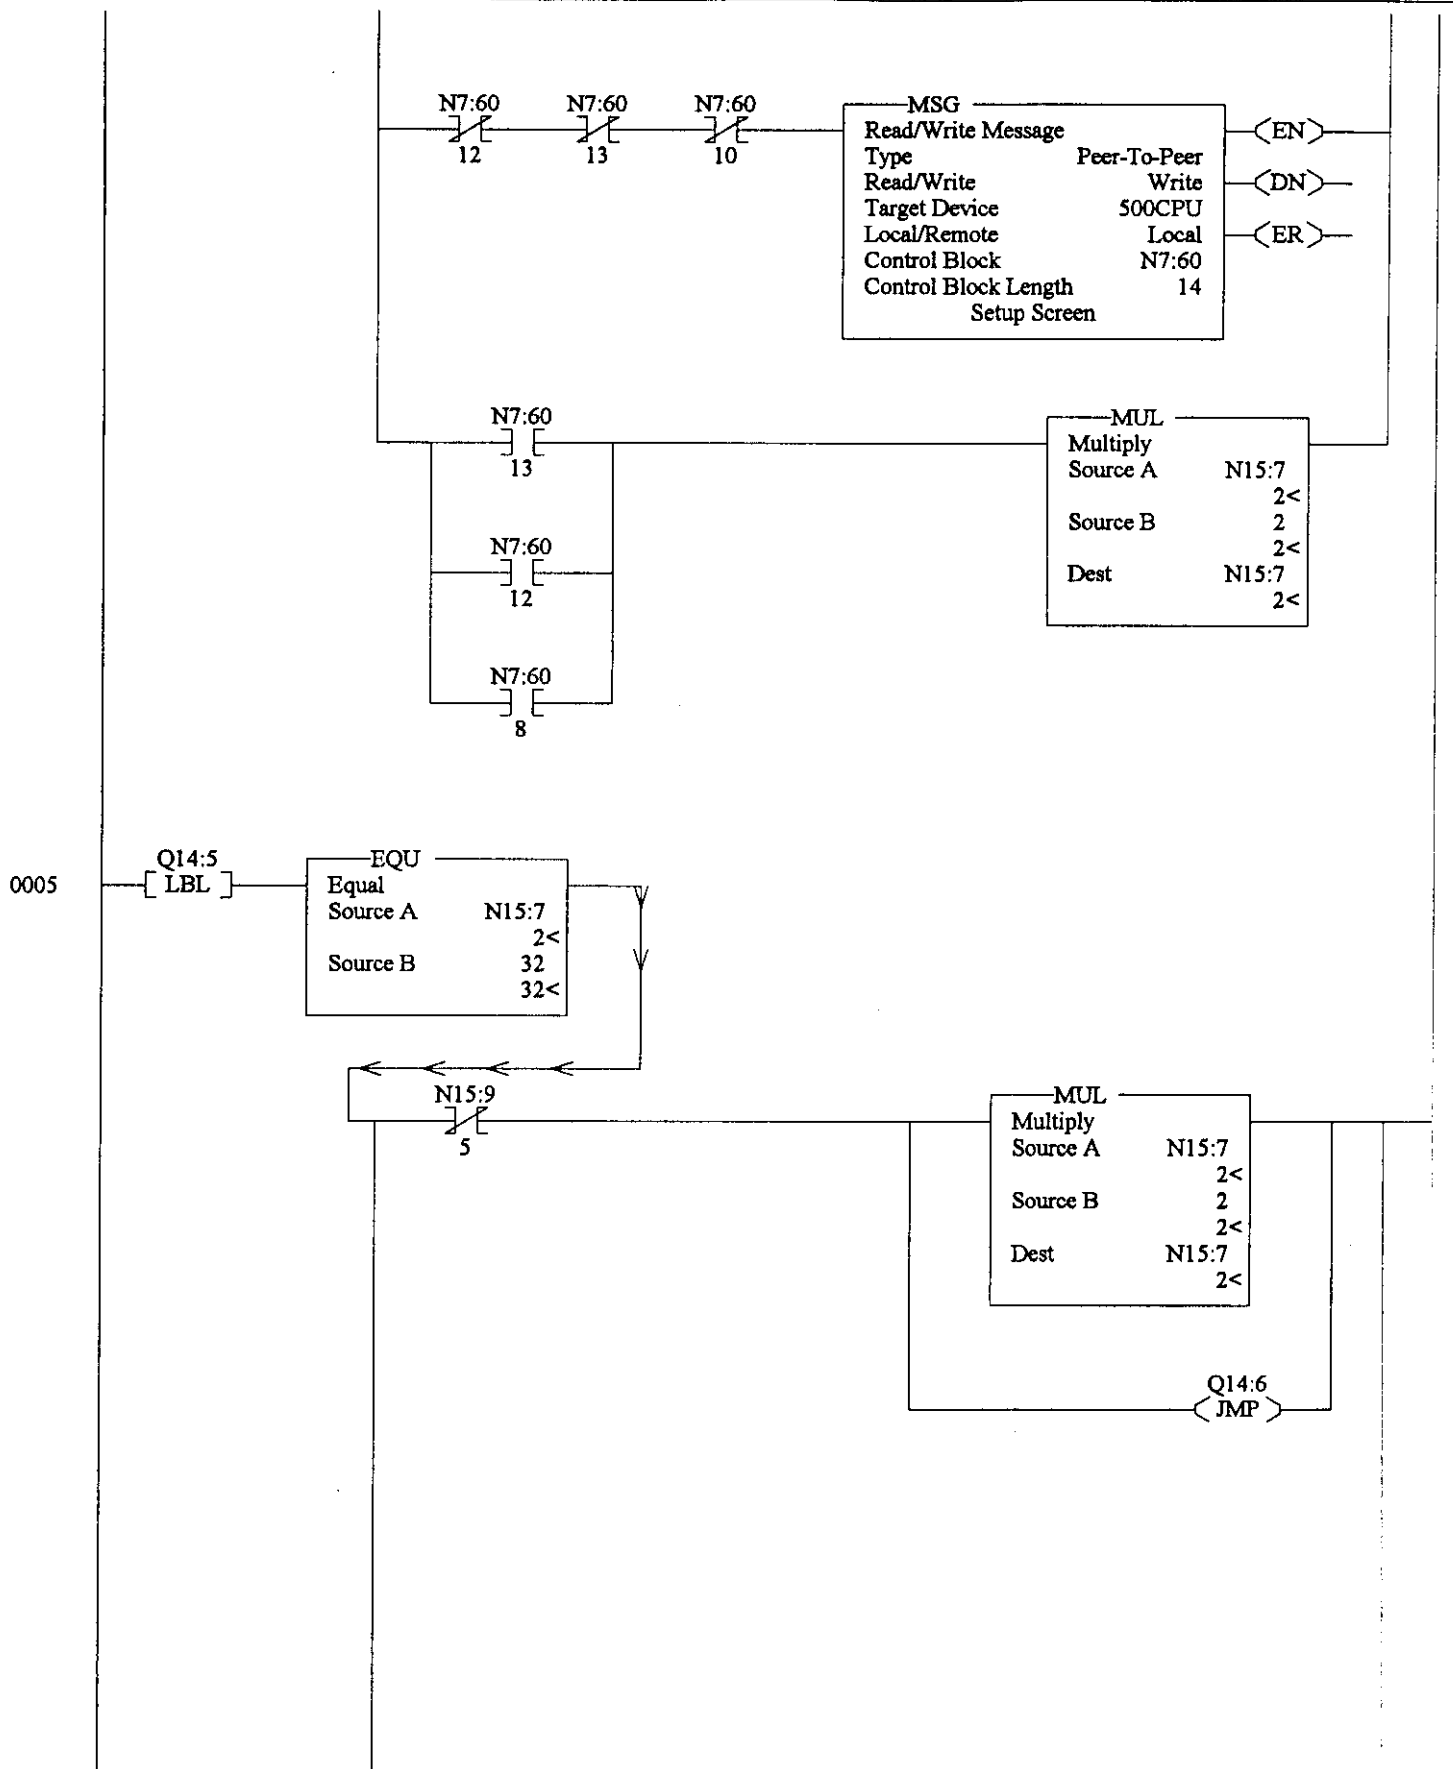 N7:60 N7:60 N7:60
12 13 10
MSG
Read/Write Message
Type Peer-To-Peer
Read/Write Write
Target Device 500CPU
Local/Remote Local
Control Block N7:60
Control Block Length 14
Setup Screen
EN
DN
ER
N7:60
13
N7:60
12
N7:60
8
MUL
Multiply
Source A N15:7
2<
Source B 2
2<
Dest N15:7
2<
0005
Q14:5
LBL
EQU
Equal
Source A N15:7
2<
Source B 32
32<
N15:9
5
MUL
Multiply
Source A N15:7
2<
Source B 2
2<
Dest N15:7
2<
Q14:6
JMP